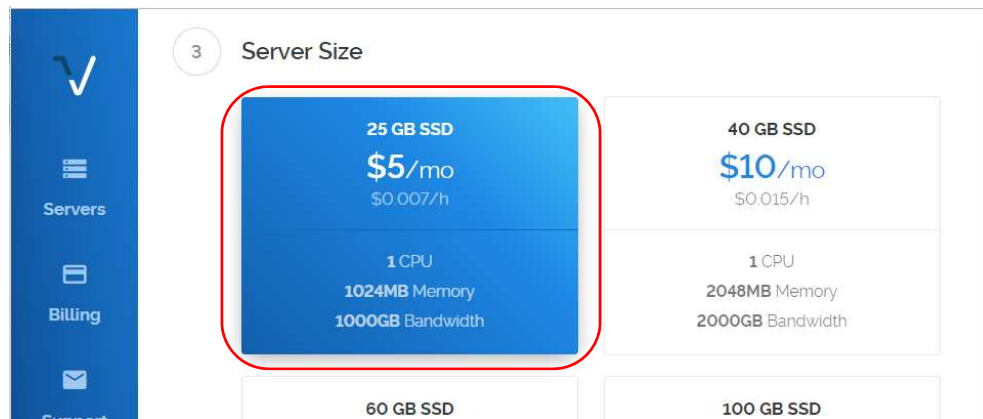 3 Server Size
25 GB SSD
$5/mo
$0.007/h
1 CPU
1024MB Memory
1000GB Bandwidth
40 GB SSD
$10/mo
$0.015/h
1 CPU
2048MB Memory
2000GB Bandwidth
60 GB SSD
100 GB SSD
Servers
Billing
Support